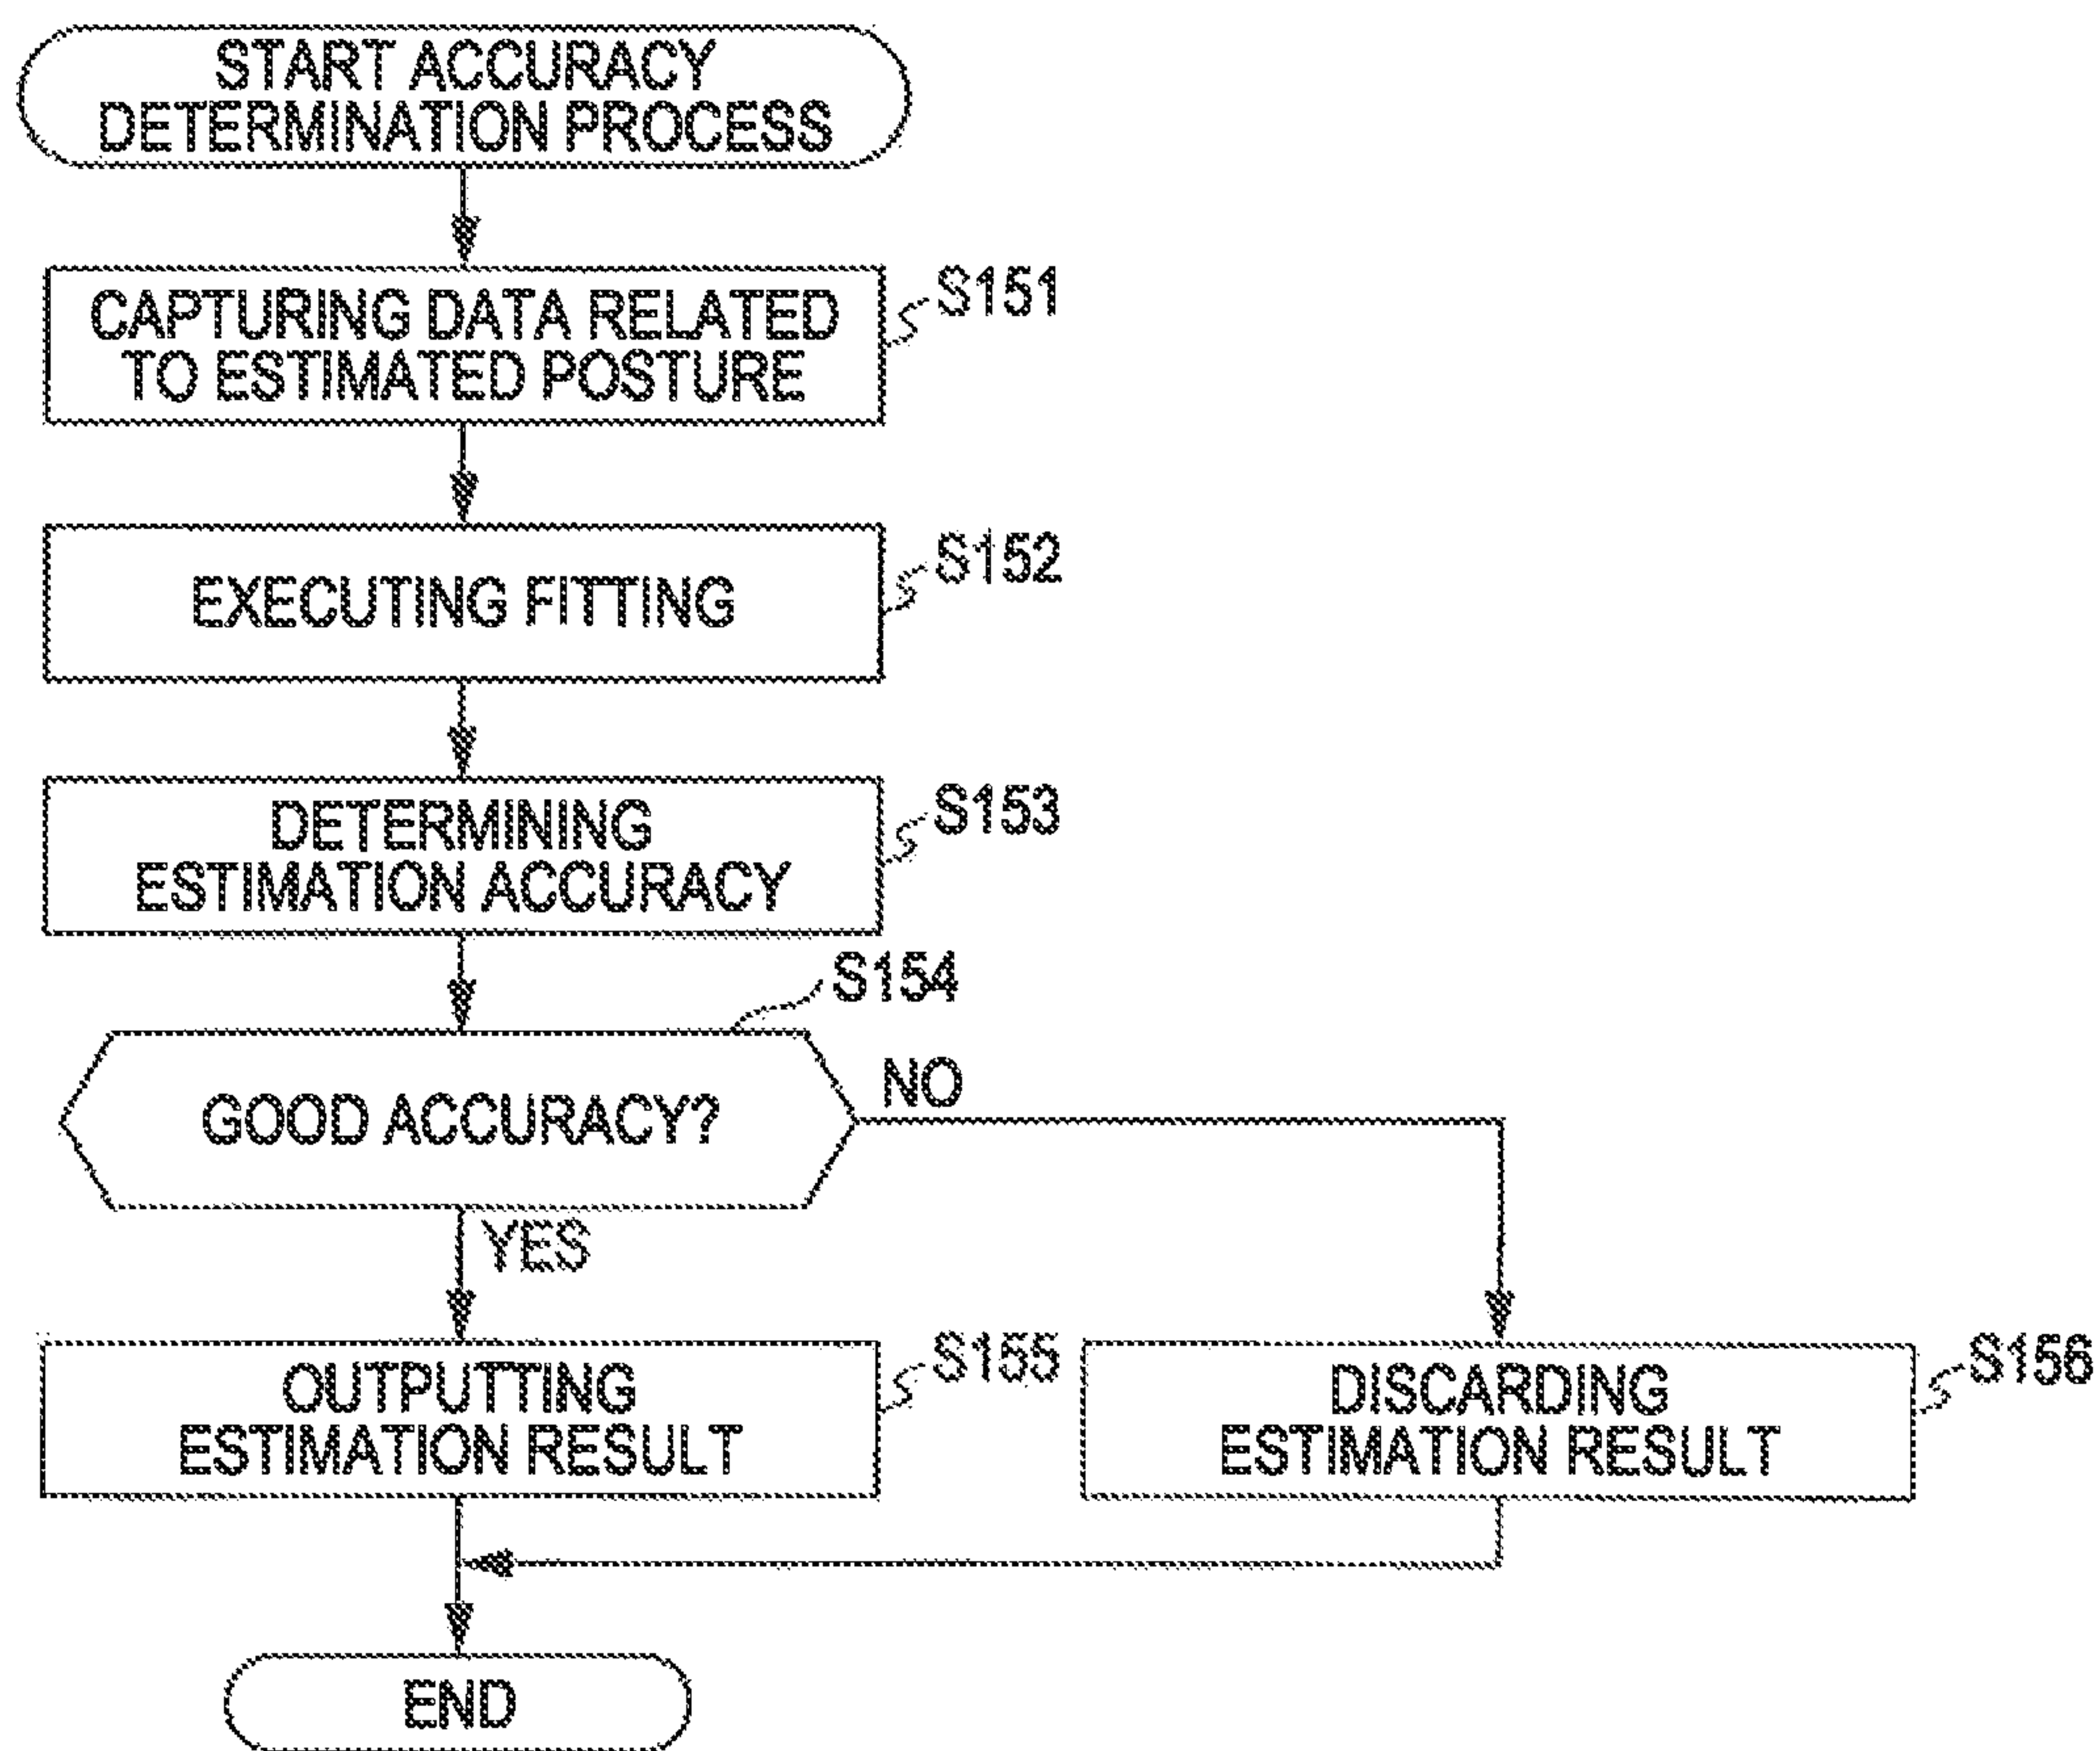 START ACCURACY
DETERMINATION PROCESS
CAPTURING DATA RELATED
TO ESTIMATED POSTURE
S151
EXECUTING FITTING
S152
DETERMINING
ESTIMATION ACCURACY
S153
S154
GOOD ACCURACY?
NO
YES
OUTPUTTING
ESTIMATION RESULT
S155
DISCARDING
ESTIMATION RESULT
S156
END